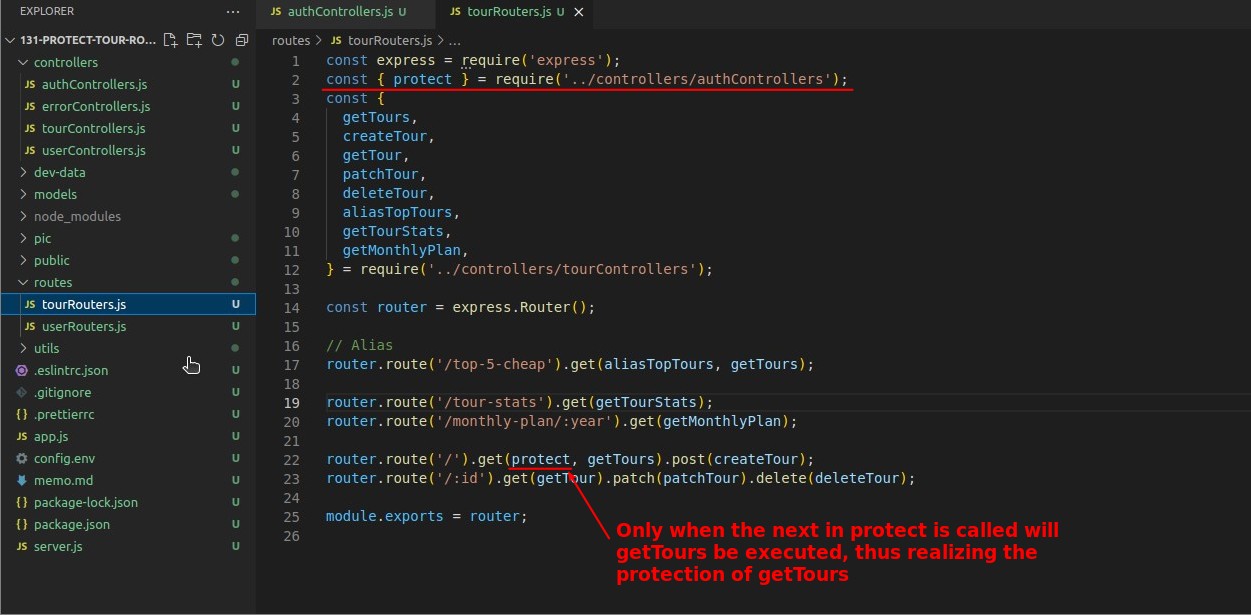 EXPLORER
131-PROTECT-TOUR-RO...
controllers
JS authControllers.js U
JS errorControllers.js U
JS tourControllers.js U
JS userControllers.js U
dev-data
models
node_modules
pic
public
routes
JS tourRouters.js U
JS userRouters.js U
utils
.eslintrc.json U
.gitignore U
{} .prettierrc U
JS app.js U
config.env U
memo.md U
{} package-lock.json U
{} package.json U
JS server.js U
JS authControllers.js U
JS tourRouters.js U
routes > JS tourRouters.js > ...
1 const express = require('express');
2 const { protect } = require('../controllers/authControllers');
3 const {
4 getTours,
5 createTour,
6 getTour,
7 patchTour,
8 deleteTour,
9 aliasTopTours,
10 getTourStats,
11 getMonthlyPlan,
12 } = require('../controllers/tourControllers');
13
14 const router = express.Router();
15
16 // Alias
17 router.route('/top-5-cheap').get(aliasTopTours, getTours);
18
19 router.route('/tour-stats').get(getTourStats);
20 router.route('/monthly-plan/:year').get(getMonthlyPlan);
21
22 router.route('/').get(protect, getTours).post(createTour);
23 router.route('/:id').get(getTour).patch(patchTour).delete(deleteTour);
24
25 module.exports = router;
26
Only when the next in protect is called will
getTours be executed, thus realizing the
protection of getTours